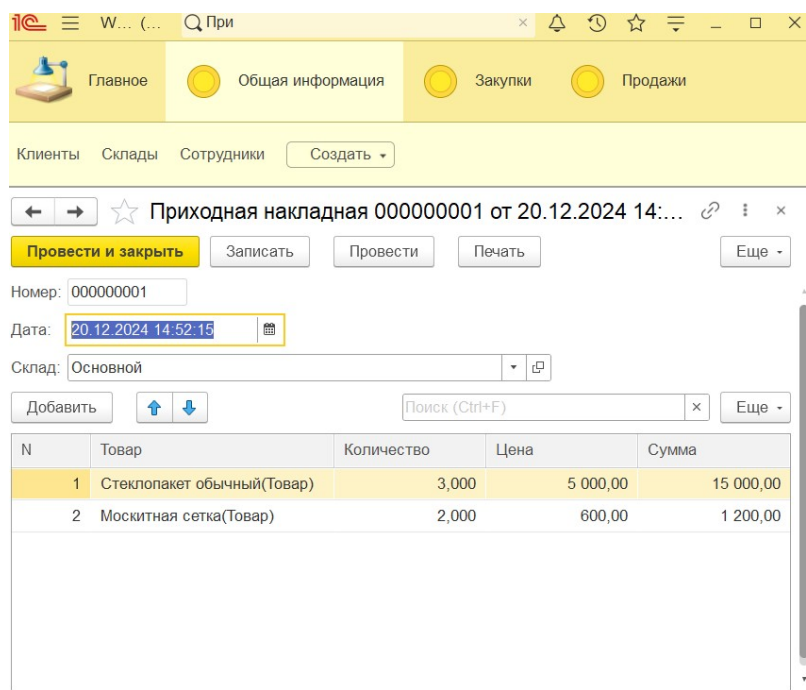 1С W... (... При
Главное Общая информация Закупки Продажи
Клиенты Склады Сотрудники Создать
Приходная накладная 000000001 от 20.12.2024 14:...
Провести и закрыть Записать Провести Печать Еще
Номер: 000000001
Дата: 20.12.2024 14:52:15
Склад: Основной
Добавить Поиск (Ctrl+F) Еще
N Товар Количество Цена Сумма
1 Стеклопакет обычный(Товар) 3,000 5 000,00 15 000,00
2 Москитная сетка(Товар) 2,000 600,00 1 200,00